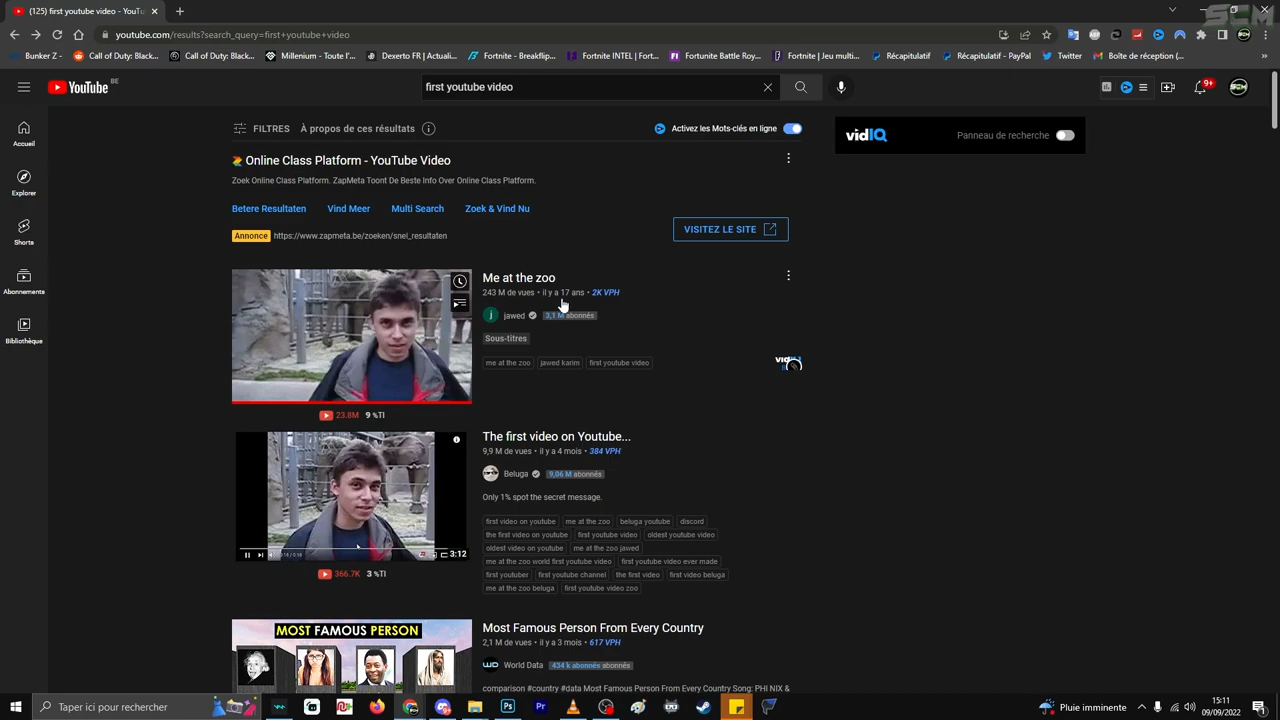 (125) first youtube video - YouTu
SCM
youtube.com/results?search_query=first+youtube+video
Bunker Z -
Reddit - Call of Duty:...
Call of Duty: Black...
Millenium - Toute l'...
Dexerto FR | Actuali...
Fortnite - Breakflip...
Fortnite INTEL | Fort...
Fortunite Battle Roy...
Fortnite | Jeu multi...
Récapitulatif
Récapitulatif - PayPal
Twitter
Boîte de réception (...
YouTube BE
first youtube video
9+
FILTRES
À propos de ces résultats
Activez les Mots-clés en ligne
vidIQ
Panneau de recherche
Accueil
Explorer
Shorts
Abonnements
Bibliothèque
Online Class Platform - YouTube Video
Zoek Online Class Platform. ZapMeta Toont De Beste Info Over Online Class Platform.
Betere Resultaten
Vind Meer
Multi Search
Zoek & Vind Nu
Annonce https://www.zapmeta.be/zoeken/snel_resultaten
VISITEZ LE SITE
Me at the zoo
243 M de vues • il y a 17 ans • 2K VPH
jawed
3,1 M abonnés
Sous-titres
me at the zoo
jawed karim
first youtube video
23.8M 9 %TI
The first video on Youtube...
9,9 M de vues • il y a 4 mois • 384 VPH
Beluga
9,06 M abonnés
Only 1% spot the secret message.
first video on youtube
me at the zoo
beluga youtube
discord
the first video on youtube
first youtube video
oldest youtube video
oldest video on youtube
me at the zoo jawed
me at the zoo world first youtube video
first youtube video ever made
first youtuber
first youtube channel
the first video
first video beluga
me at the zoo beluga
first youtube video zoo
3:12
366.7K 3 %TI
MOST FAMOUS PERSON
Most Famous Person From Every Country
2,1 M de vues • il y a 3 mois • 617 VPH
World Data
434 k abonnés abonnés
comparison #country #data Most Famous Person From Every Country Song: PHI NIX &
Taper ici pour rechercher
Pluie imminente
15:11
09/09/2022